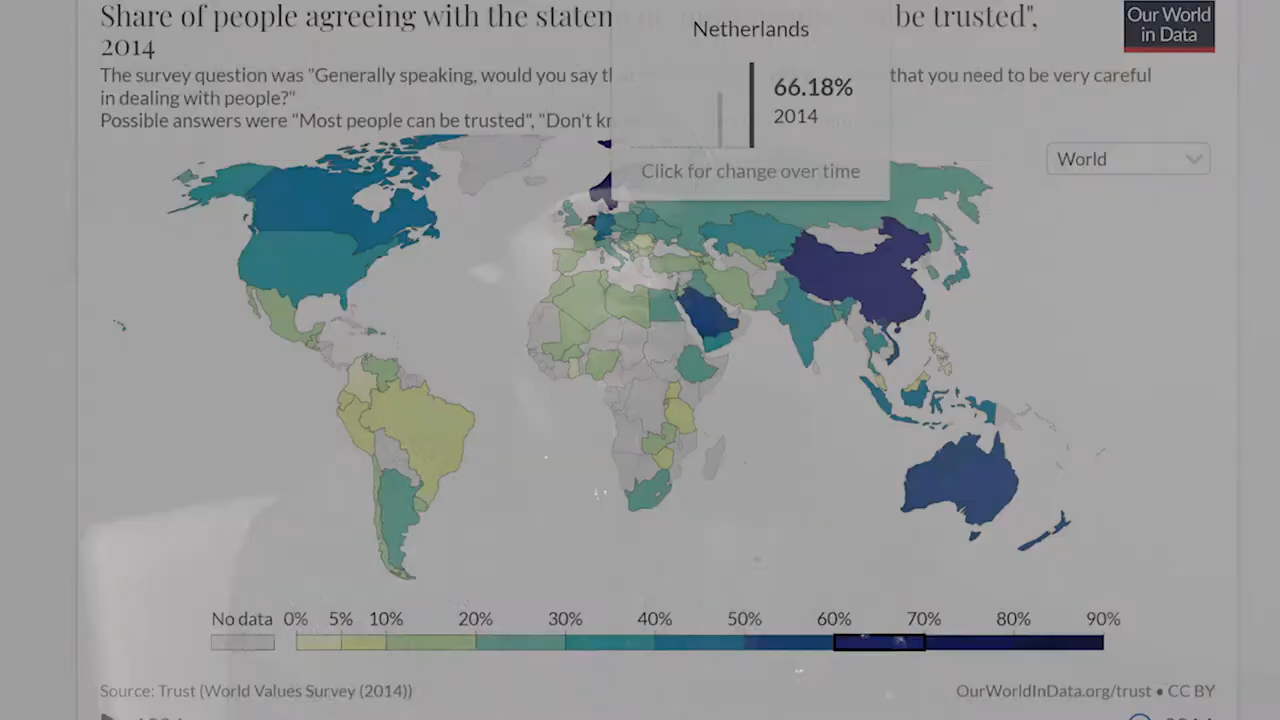 Share of people agreeing with the statem be trusted",
2014
Our World
in Data
The survey question was "Generally speaking, would you say t that you need to be very careful
in dealing with people?"
Possible answers were "Most people can be trusted", "Don't k
Netherlands
66.18%
2014
Click for change over time
World
No data 0% 5% 10% 20% 30% 40% 50% 60% 70% 80% 90%
Source: Trust (World Values Survey (2014))
OurWorldInData.org/trust • CC BY